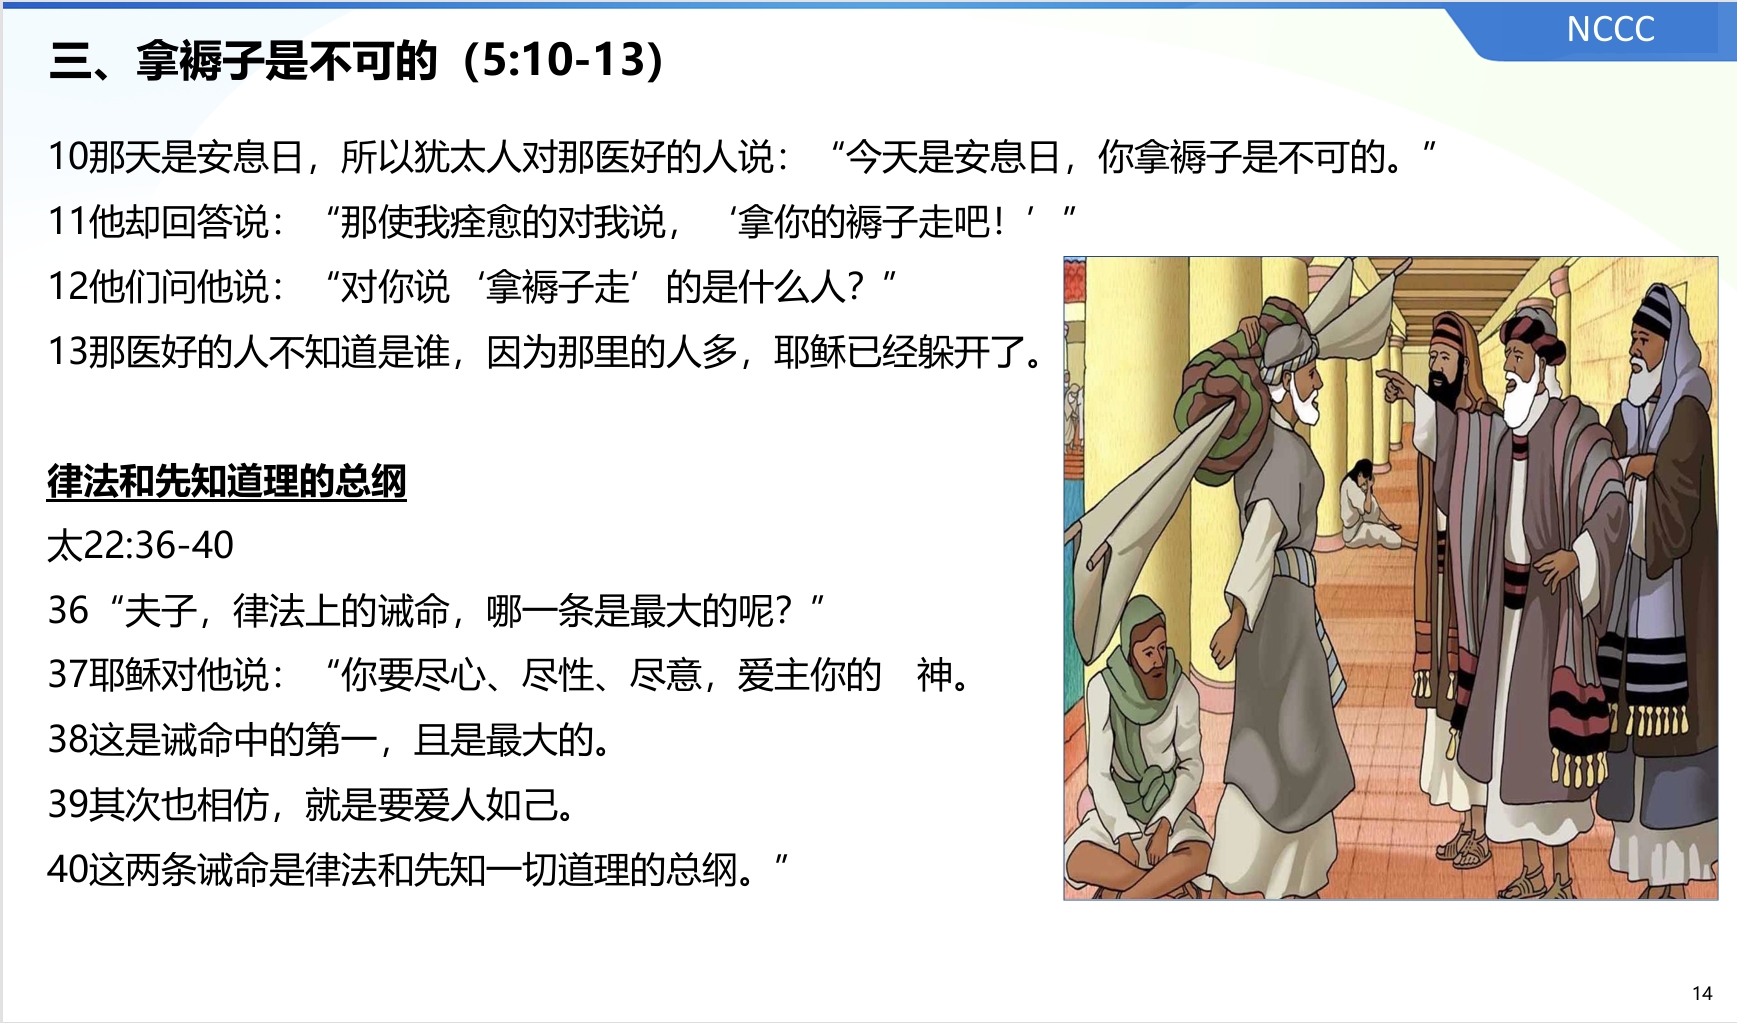 NCCC
三、拿褥子是不可的（5:10-13）
10那天是安息日，所以犹太人对那医好的人说：“今天是安息日，你拿褥子是不可的。”
11他却回答说：“那使我痊愈的对我说，‘拿你的褥子走吧！’”
12他们问他说：“对你说‘拿褥子走’的是什么人？”
13那医好的人不知道是谁，因为那里的人多，耶稣已经躲开了。
律法和先知道理的总纲
太22:36-40
36“夫子，律法上的诫命，哪一条是最大的呢？”
37耶稣对他说：“你要尽心、尽性、尽意，爱主你的　神。
38这是诫命中的第一，且是最大的。
39其次也相仿，就是要爱人如己。
40这两条诫命是律法和先知一切道理的总纲。”
14